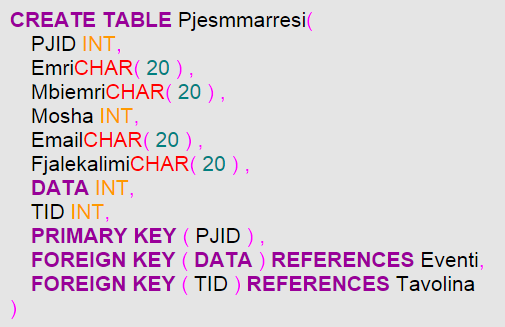 CREATE TABLE Pjesmmarresi(
PJID INT,
EmriCHAR( 20 ) ,
MbiemriCHAR( 20 ) ,
Mosha INT,
EmailCHAR( 20 ) ,
FjalekalimiCHAR( 20 ) ,
DATA INT,
TID INT,
PRIMARY KEY ( PJID ) ,
FOREIGN KEY ( DATA ) REFERENCES Eventi,
FOREIGN KEY ( TID ) REFERENCES Tavolina
)